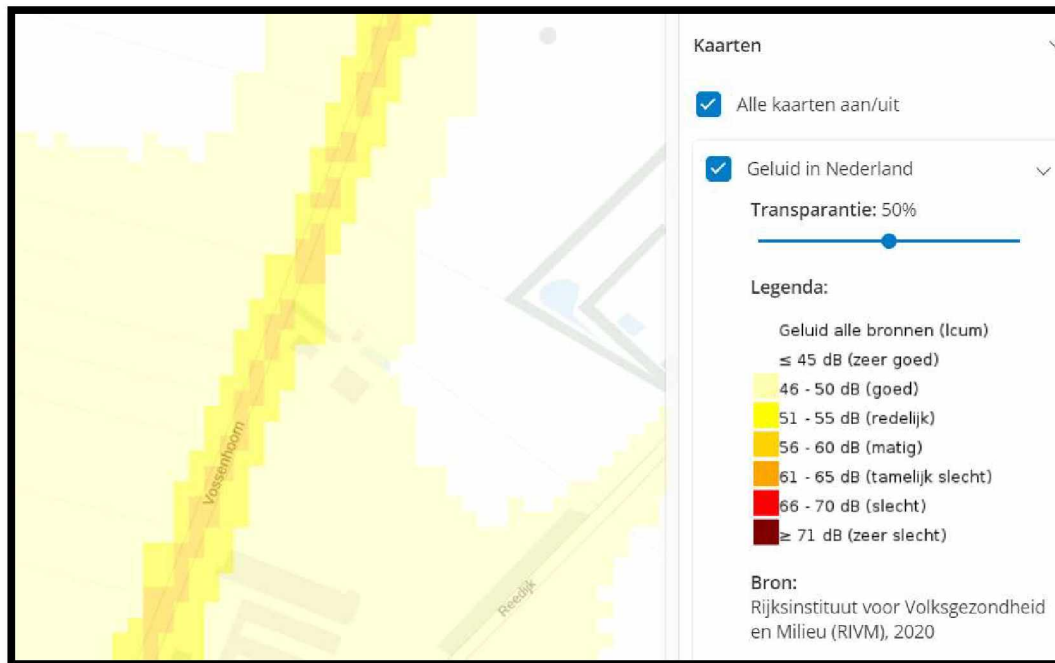 Kaarten
Alle kaarten aan/uit
Geluid in Nederland
Transparantie: 50%
Legenda:
Geluid alle bronnen (lcum)
≤ 45 dB (zeer goed)
46 - 50 dB (goed)
51 - 55 dB (redelijk)
56 - 60 dB (matig)
61 - 65 dB (tamelijk slecht)
66 - 70 dB (slecht)
≥ 71 dB (zeer slecht)
Bron:
Rijksinstituut voor Volksgezondheid
en Milieu (RIVM), 2020
Vossenhoorn
Reedijk